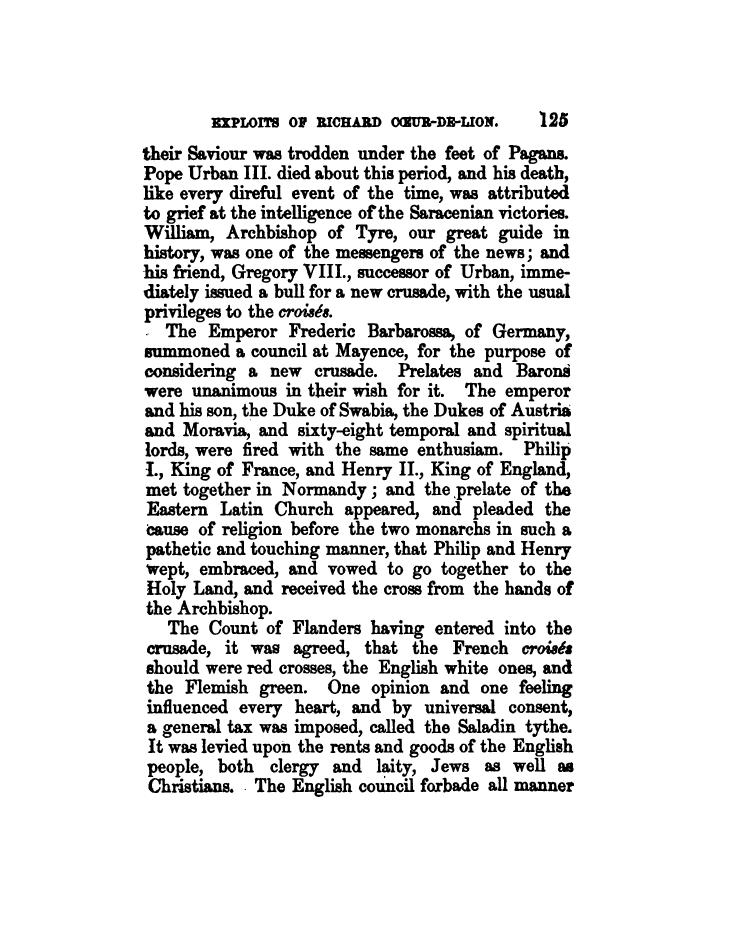 EXPLOITS OF RICHARD CŒUR-DE-LION. 125
their Saviour was trodden under the feet of Pagans.
Pope Urban III. died about this period, and his death,
like every direful event of the time, was attributed
to grief at the intelligence of the Saracenian victories.
William, Archbishop of Tyre, our great guide in
history, was one of the messengers of the news; and
his friend, Gregory VIII., successor of Urban, imme-
diately issued a bull for a new crusade, with the usual
privileges to the croisés.
The Emperor Frederic Barbarossa, of Germany,
summoned a council at Mayence, for the purpose of
considering a new crusade. Prelates and Barons
were unanimous in their wish for it. The emperor
and his son, the Duke of Swabia, the Dukes of Austria
and Moravia, and sixty-eight temporal and spiritual
lords, were fired with the same enthusiam. Philip
I., King of France, and Henry II., King of England,
met together in Normandy; and the prelate of the
Eastern Latin Church appeared, and pleaded the
cause of religion before the two monarchs in such a
pathetic and touching manner, that Philip and Henry
wept, embraced, and vowed to go together to the
Holy Land, and received the cross from the hands of
the Archbishop.
The Count of Flanders having entered into the
crusade, it was agreed, that the French croisés
should were red crosses, the English white ones, and
the Flemish green. One opinion and one feeling
influenced every heart, and by universal consent,
a general tax was imposed, called the Saladin tythe.
It was levied upon the rents and goods of the English
people, both clergy and laity, Jews as well as
Christians. The English council forbade all manner